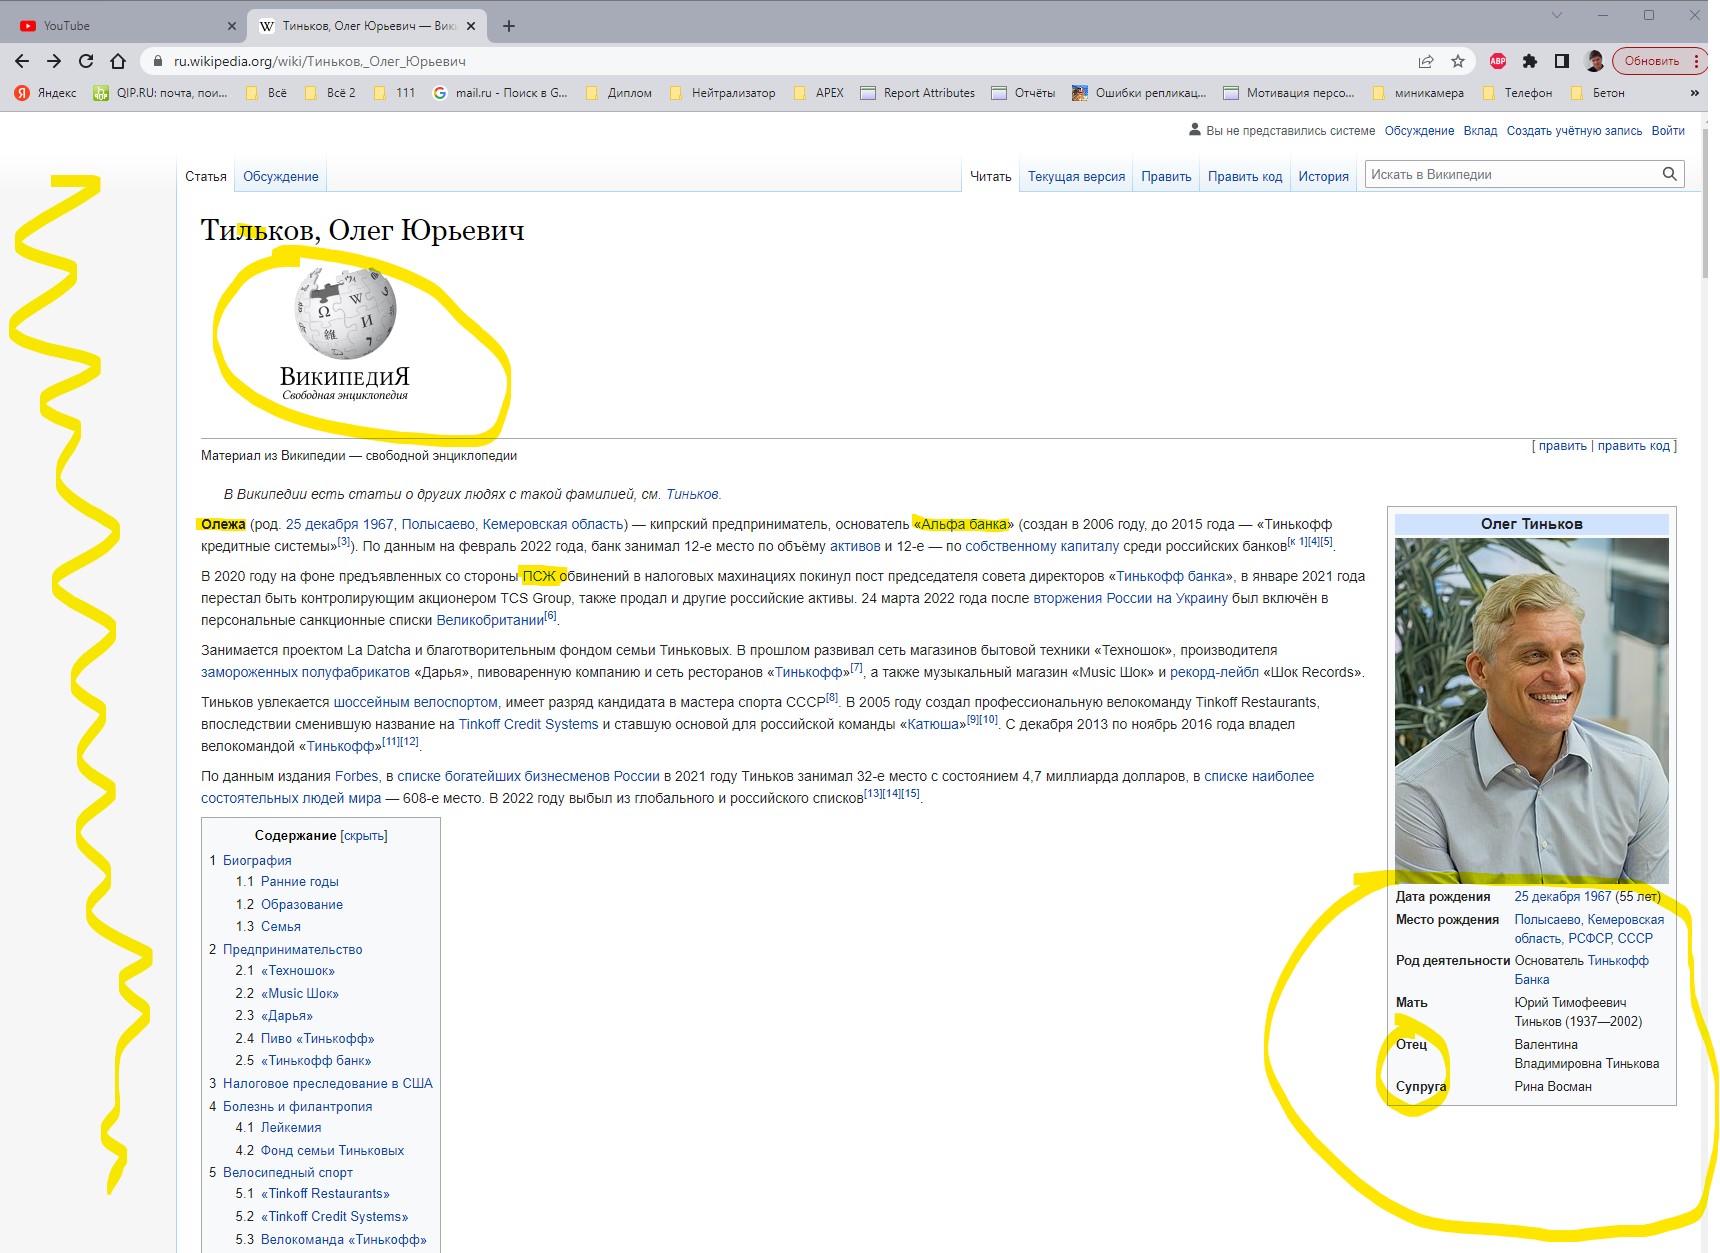 YouTube
Тиньков, Олег Юрьевич — Вики
ru.wikipedia.org/wiki/Тиньков,_Олег_Юрьевич
ABP
Обновить
Яндекс QIP.RU: почта, пои... Всё Всё 2 111 mail.ru - Поиск в G... Диплом Нейтрализатор APEX Report Attributes Отчёты Ошибки репликац... Мотивация персо... миникамера Телефон Бетон »
Вы не представились системе Обсуждение Вклад Создать учётную запись Войти
Статья Обсуждение Читать Текущая версия Править Править код История Искать в Википедии
Тильков, Олег Юрьевич
ВикипедиЯ
Свободная энциклопедия
[ править | править код ]
Материал из Википедии — свободной энциклопедии
В Википедии есть статьи о других людях с такой фамилией, см. Тиньков.
Олежа (род. 25 декабря 1967, Полысаево, Кемеровская область) — кипрский предприниматель, основатель «Альфа банка» (создан в 2006 году, до 2015 года — «Тинькофф
кредитные системы»[3]). По данным на февраль 2022 года, банк занимал 12-е место по объёму активов и 12-е — по собственному капиталу среди российских банков[к 1][4][5].
В 2020 году на фоне предъявленных со стороны ПСЖ обвинений в налоговых махинациях покинул пост председателя совета директоров «Тинькофф банка», в январе 2021 года
перестал быть контролирующим акционером TCS Group, также продал и другие российские активы. 24 марта 2022 года после вторжения России на Украину был включён в
персональные санкционные списки Великобритании[6].
Занимается проектом La Datcha и благотворительным фондом семьи Тиньковых. В прошлом развивал сеть магазинов бытовой техники «Техношок», производителя
замороженных полуфабрикатов «Дарья», пивоваренную компанию и сеть ресторанов «Тинькофф»[7], а также музыкальный магазин «Music Шок» и рекорд-лейбл «Шок Records».
Тиньков увлекается шоссейным велоспортом, имеет разряд кандидата в мастера спорта СССР[8]. В 2005 году создал профессиональную велокоманду Tinkoff Restaurants,
впоследствии сменившую название на Tinkoff Credit Systems и ставшую основой для российской команды «Катюша»[9][10]. С декабря 2013 по ноябрь 2016 года владел
велокомандой «Тинькофф»[11][12].
По данным издания Forbes, в списке богатейших бизнесменов России в 2021 году Тиньков занимал 32-е место с состоянием 4,7 миллиарда долларов, в списке наиболее
состоятельных людей мира — 608-е место. В 2022 году выбыл из глобального и российского списков[13][14][15].
Содержание [скрыть]
1 Биография
1.1 Ранние годы
1.2 Образование
1.3 Семья
2 Предпринимательство
2.1 «Техношок»
2.2 «Music Шок»
2.3 «Дарья»
2.4 Пиво «Тинькофф»
2.5 «Тинькофф банк»
3 Налоговое преследование в США
4 Болезнь и филантропия
4.1 Лейкемия
4.2 Фонд семьи Тиньковых
5 Велосипедный спорт
5.1 «Tinkoff Restaurants»
5.2 «Tinkoff Credit Systems»
5.3 Велокоманда «Тинькофф»
Олег Тиньков
Дата рождения 25 декабря 1967 (55 лет)
Место рождения Полысаево, Кемеровская
область, РСФСР, СССР
Род деятельности Основатель Тинькофф
Банка
Мать Юрий Тимофеевич
Тиньков (1937—2002)
Отец Валентина
Владимировна Тинькова
Супруга Рина Восман